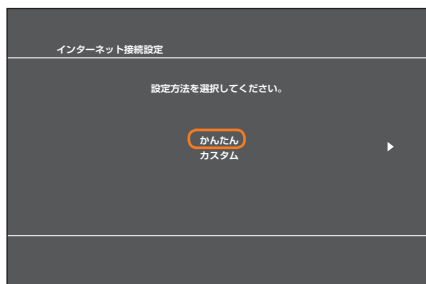 インターネット接続設定
設定方法を選択してください。
かんたん
カスタム